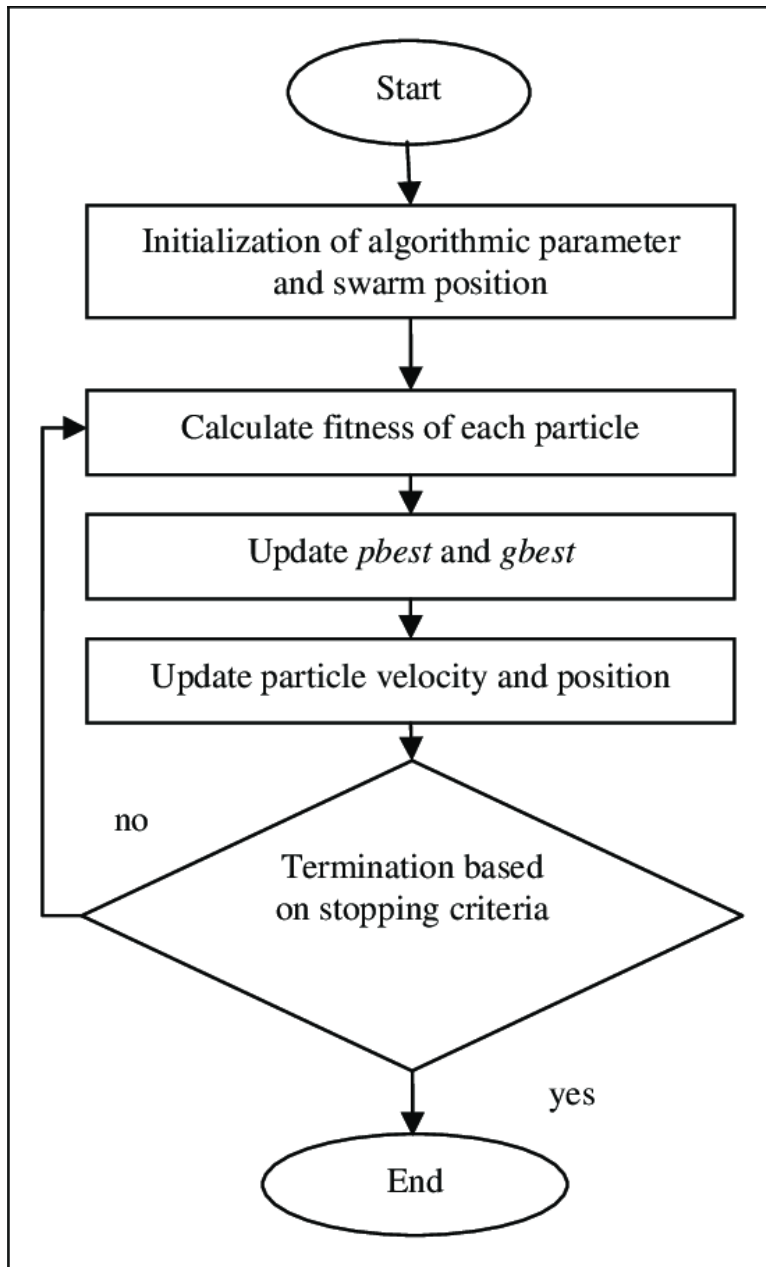 Start
Initialization of algorithmic parameter
and swarm position
Calculate fitness of each particle
Update pbest and gbest
Update particle velocity and position
no
Termination based
on stopping criteria
yes
End